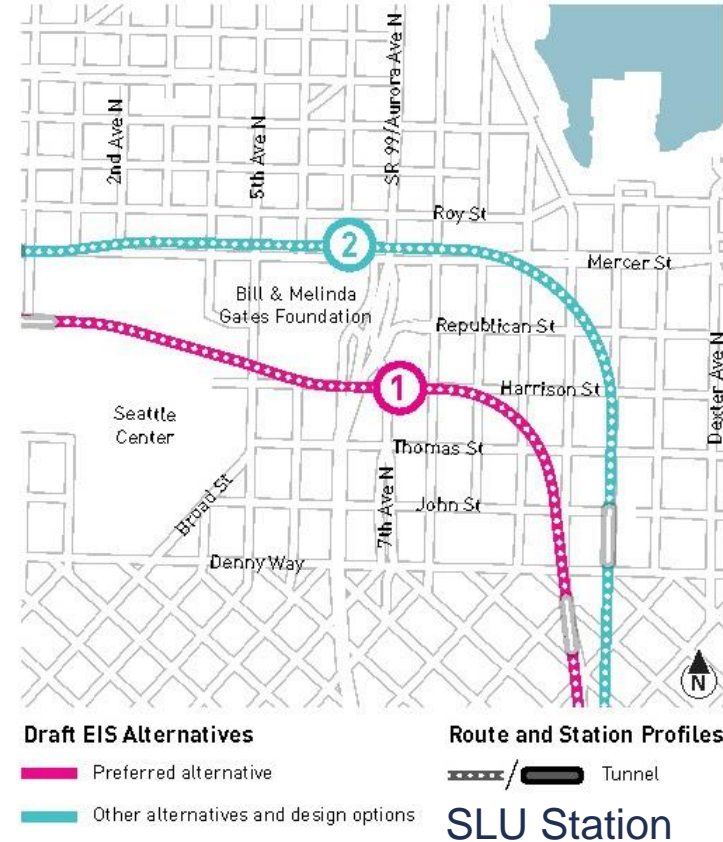 2nd Ave N
5th Ave N
SR 99/Aurora Ave N
Roy St
2
Mercer St
Bill & Melinda
Gates Foundation
Republican St
Dexter Ave N
1
Harrison St
Seattle
Center
Thomas St
Broad St
7th Ave N
John St
Denny Way
N
Draft EIS Alternatives
Preferred alternative
Other alternatives and design options
Route and Station Profiles
/
Tunnel
SLU Station